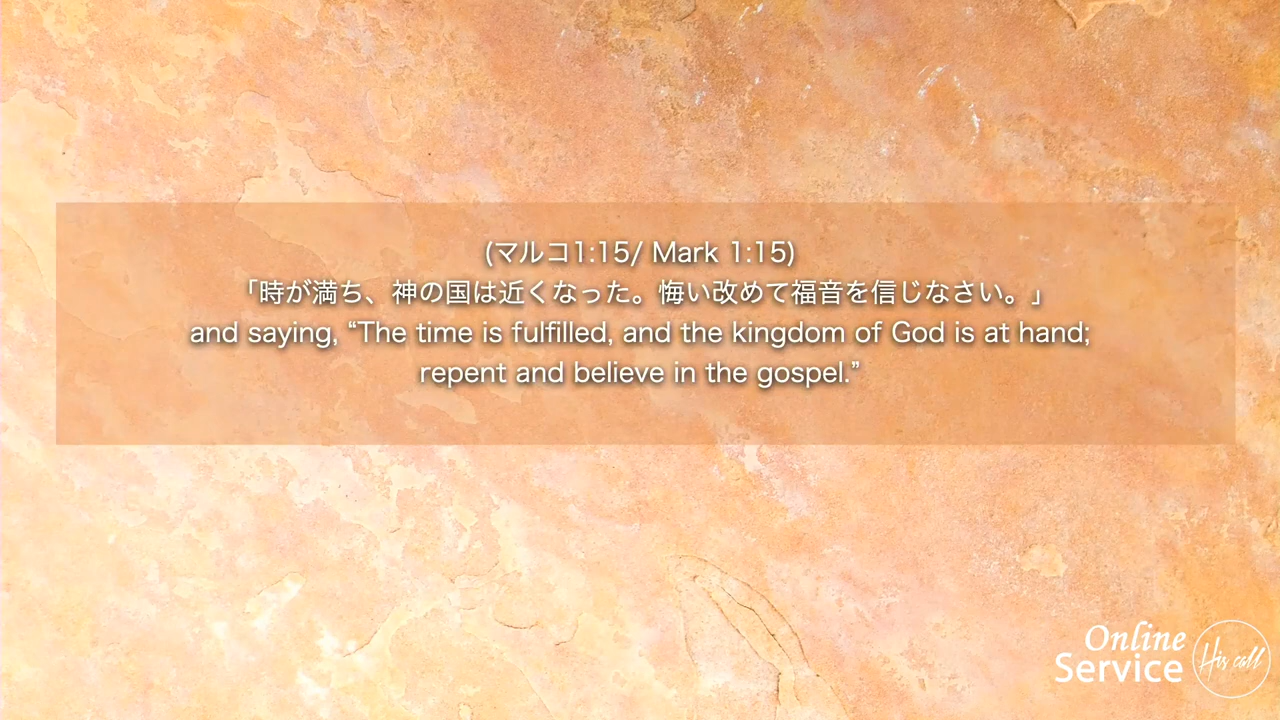 (マルコ1:15/ Mark 1:15)
「時が満ち、神の国は近くなった。悔い改めて福音を信じなさい。」
and saying, “The time is fulfilled, and the kingdom of God is at hand;
repent and believe in the gospel.”
Online
Service
His call